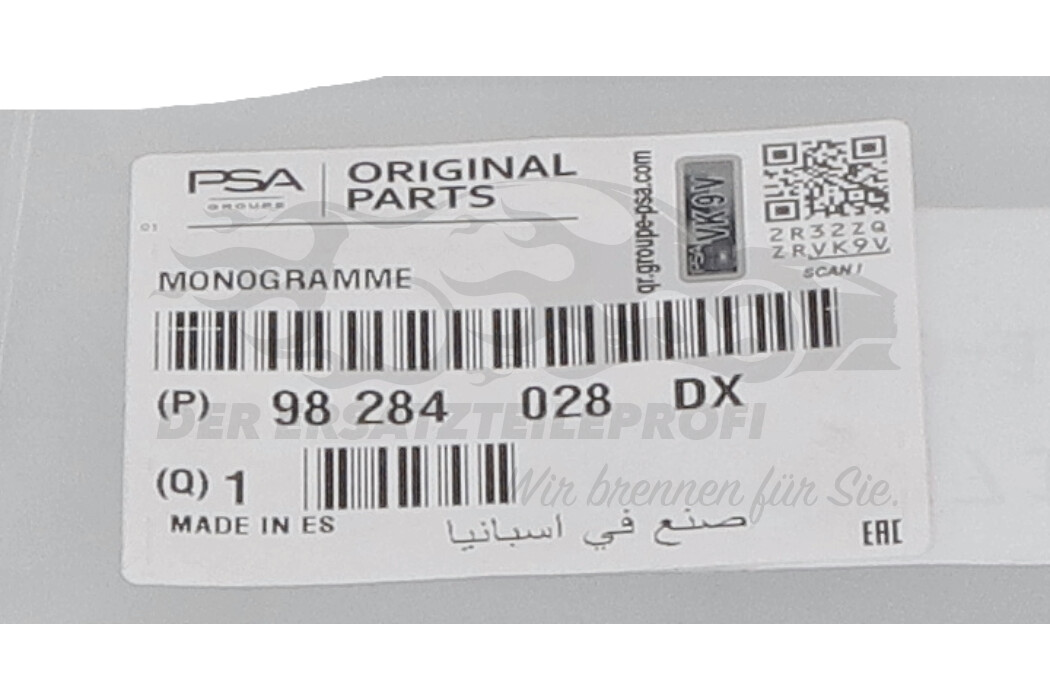 PSA
GROUPE
ORIGINAL
PARTS
01
qr.groupe-psa.com
PSA VK9V
2R32ZQ
ZRVK9V
SCAN!
MONOGRAMME
(P) 98 284 028 DX
DER ERSATZTEILEPROFI
(Q) 1
Wir brennen für Sie.
MADE IN ES
صنع في اسبانيا
EAC